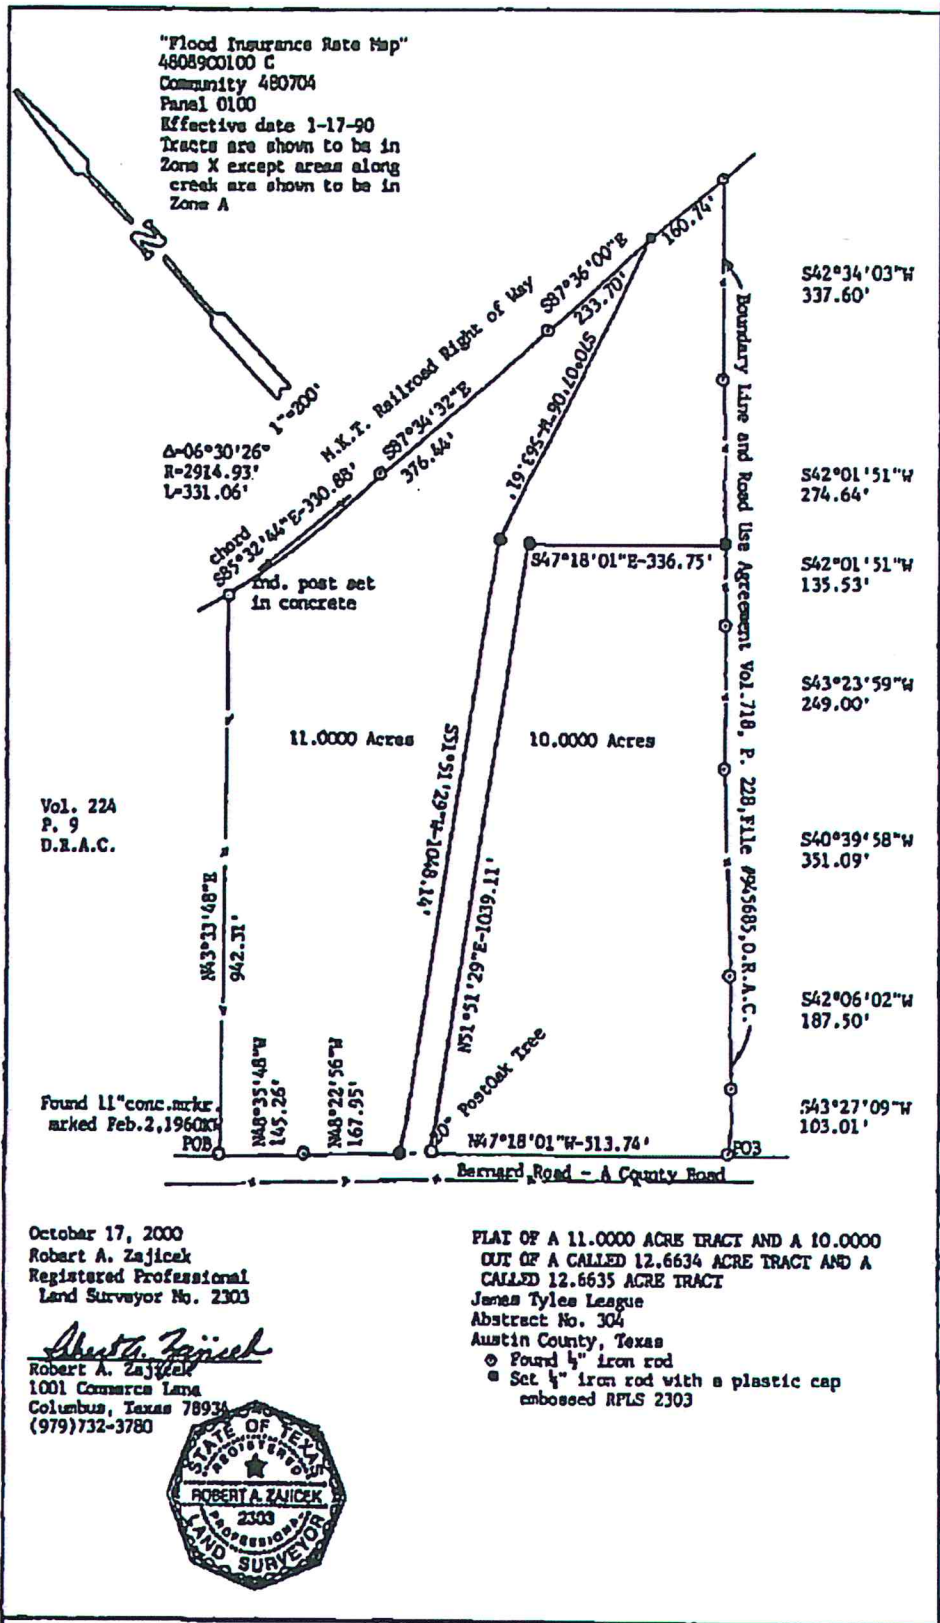 "Flood Insurance Rate Map"
4808900100 C
Community 480704
Panel 0100
Effective date 1-17-90
Tracts are shown to be in
Zone X except areas along
creek are shown to be in
Zone A
N
1"=200'
Δ=06°30'26"
R=2914.93'
L=331.06'
M.K.T. Railroad Right of Way
chord
S85°32'44"E-330.88'
S87°34'32"E
376.44'
S87°36'00"E
233.70'
160.74'
S70°07'06"W-563.61'
Ind. post set
in concrete
S47°18'01"E-336.75'
11.0000 Acres
10.0000 Acres
S51°51'29"W-1048.14'
N51°51'29"E-1039.11'
Vol. 224
P. 9
D.R.A.C.
N43°33'48"E
942.31'
N48°35'48"W
145.26'
N48°22'56"W
167.95'
PostOak Tree
N47°18'01"W-513.74'
Found 11"conc.mrkr.
marked Feb.2,1960
POB
Bernard Road - A County Road
Boundary Line and Road Use Agreement Vol.718, P. 228,File #945685,O.R.A.C.
S42°34'03"W
337.60'
S42°01'51"W
274.64'
S42°01'51"W
135.53'
S43°23'59"W
249.00'
S40°39'58"W
351.09'
S42°06'02"W
187.50'
S43°27'09"W
103.01'
October 17, 2000
Robert A. Zajicek
Registered Professional
Land Surveyor No. 2303
Robert A. Zajicek
Robert A. Zajicek
1001 Commerce Lane
Columbus, Texas 78934
(979)732-3780
STATE OF TEXAS
REGISTERED
ROBERT A. ZAJICEK
2303
PROFESSIONAL
LAND SURVEYOR
PLAT OF A 11.0000 ACRE TRACT AND A 10.0000
OUT OF A CALLED 12.6634 ACRE TRACT AND A
CALLED 12.6635 ACRE TRACT
James Tylee League
Abstract No. 304
Austin County, Texas
Found ½" iron rod
Set ½" iron rod with a plastic cap
embossed RPLS 2303